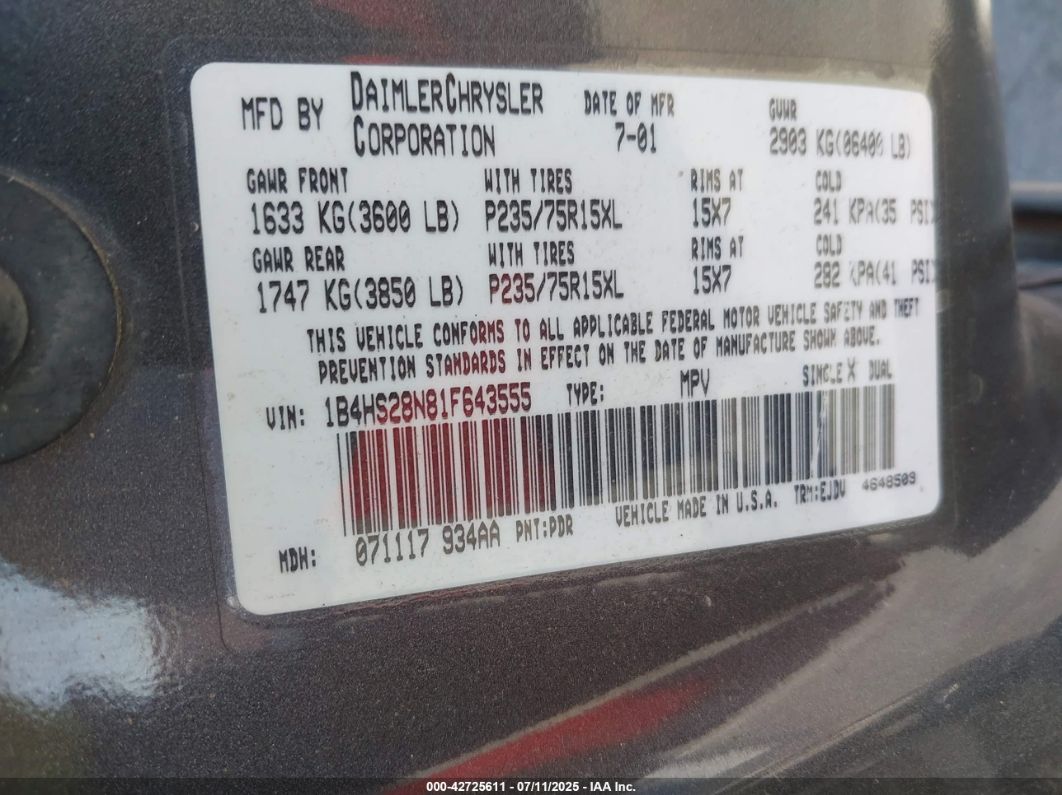 MFD BY DAIMLERCHRYSLER CORPORATION DATE OF MFR 7-01 GVWR 2903 KG(06400 LB)
GAWR FRONT WITH TIRES RIMS AT COLD
1633 KG(3600 LB) P235/75R15XL 15X7 241 KPA(35 PSI)
GAWR REAR WITH TIRES RIMS AT COLD
1747 KG(3850 LB) P235/75R15XL 15X7 282 KPA(41 PSI)
THIS VEHICLE CONFORMS TO ALL APPLICABLE FEDERAL MOTOR VEHICLE SAFETY AND THEFT
PREVENTION STANDARDS IN EFFECT ON THE DATE OF MANUFACTURE SHOWN ABOVE.
VIN: 1B4HS28N81F643555 TYPE: MPV SINGLE X DUAL
MDH: 071117 934AA PNT:PDR VEHICLE MADE IN U.S.A. TRM:EJDV 4648509
000-42725611 - 07/11/2025 - IAA Inc.